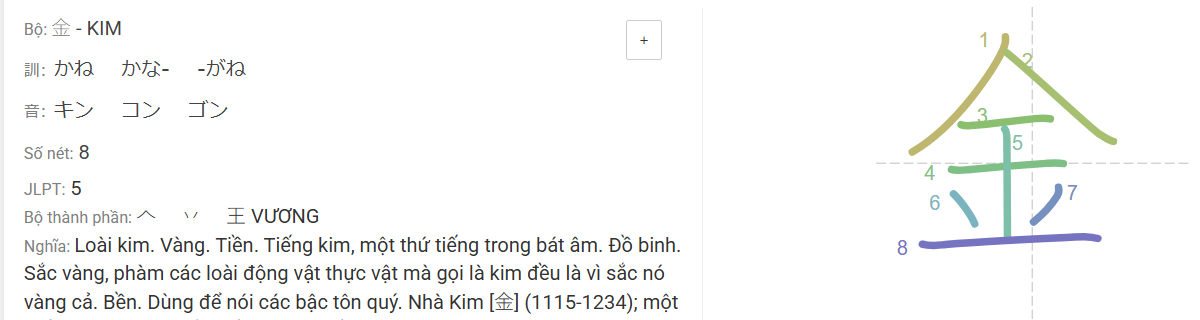 Bộ: 金 - KIM
+
訓: かね かな- -がね
音: キン コン ゴン
Số nét: 8
JLPT: 5
Bộ thành phần: 𠆢 丷 王 VƯƠNG
Nghĩa: Loài kim. Vàng. Tiền. Tiếng kim, một thứ tiếng trong bát âm. Đồ binh.
Sắc vàng, phàm các loài động vật thực vật mà gọi là kim đều là vì sắc nó
vàng cả. Bền. Dùng để nói các bậc tôn quý. Nhà Kim [金] (1115-1234); một
1
2
3
5
4
6
7
8
金